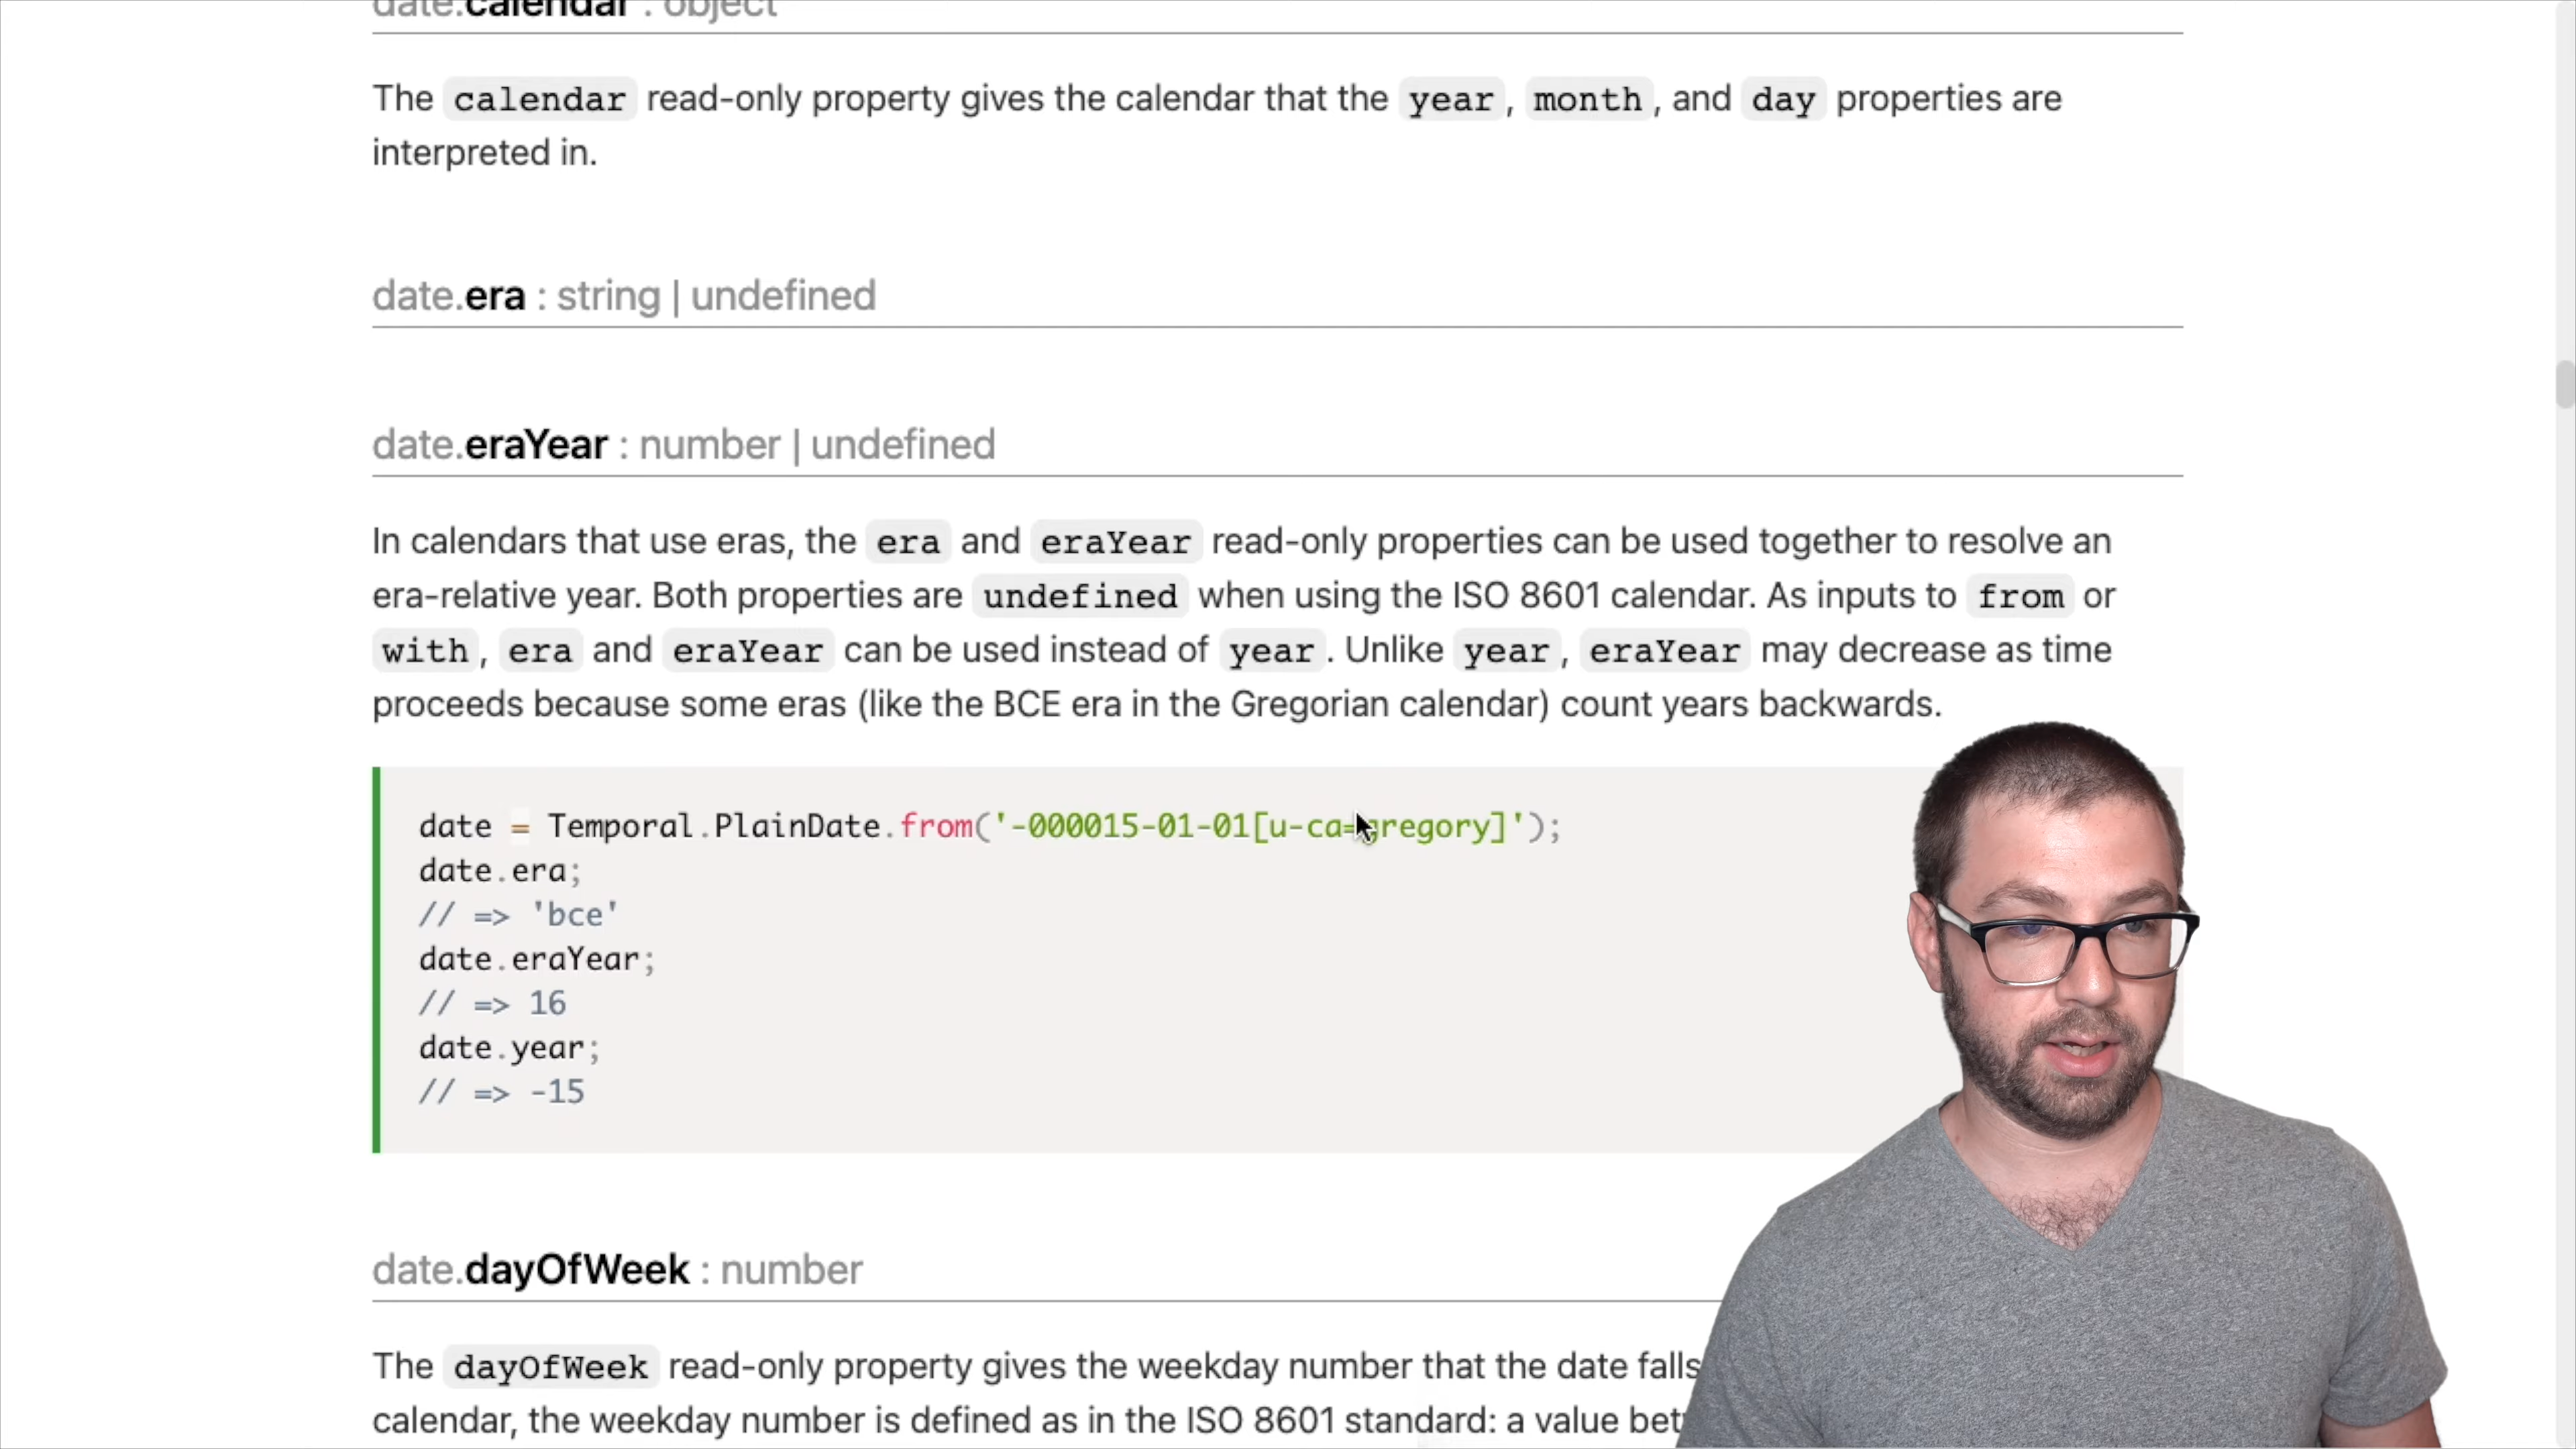 date.calendar : object
The calendar read-only property gives the calendar that the year, month, and day properties are
interpreted in.
date.era : string | undefined
date.eraYear : number | undefined
In calendars that use eras, the era and eraYear read-only properties can be used together to resolve an
era-relative year. Both properties are undefined when using the ISO 8601 calendar. As inputs to from or
with, era and eraYear can be used instead of year. Unlike year, eraYear may decrease as time
proceeds because some eras (like the BCE era in the Gregorian calendar) count years backwards.
date = Temporal.PlainDate.from('-000015-01-01[u-ca=gregory]');
date.era;
// => 'bce'
date.eraYear;
// => 16
date.year;
// => -15
date.dayOfWeek : number
The dayOfWeek read-only property gives the weekday number that the date falls
calendar, the weekday number is defined as in the ISO 8601 standard: a value